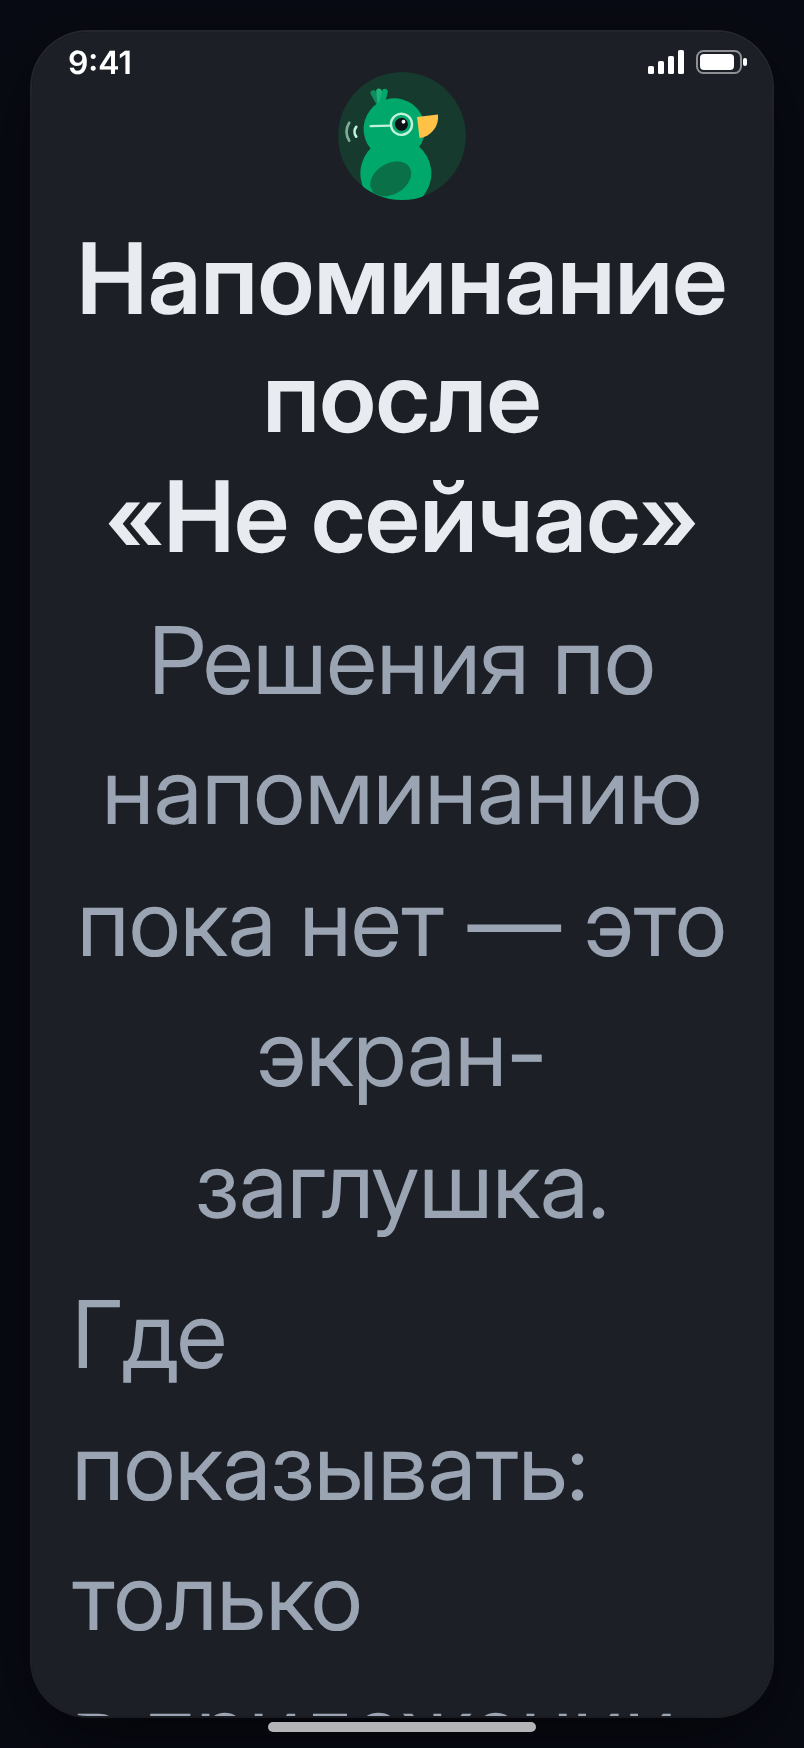 9:41
Напоминание
после
«Не сейчас»
Решения по
напоминанию
пока нет — это
экран-
заглушка.
Где
показывать:
только